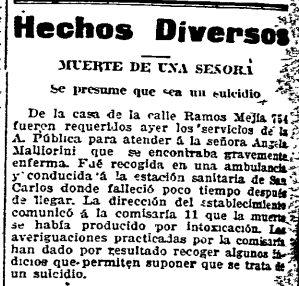 Hechos Diversos
MUERTE DE UNA SEÑORA
Se presume que sea un suicidio
De la casa de la calle Ramos Mejía 754
fueron requeridos ayer los servicios de la
A. Pública para atender á la señora Angela
Mallorini que se encontraba gravemente
enferma. Fué recogida en una ambulancia
y conducida á la estación sanitaria de San
Carlos donde falleció poco tiempo después
de llegar. La dirección del establecimiento
comunicó á la comisaría 11 que la muerte
se había producido por intoxicación. Las
averiguaciones practicadas por la comisaría
han dado por resultado recoger algunos in-
dicios que permiten suponer que se trata de
un suicidio.